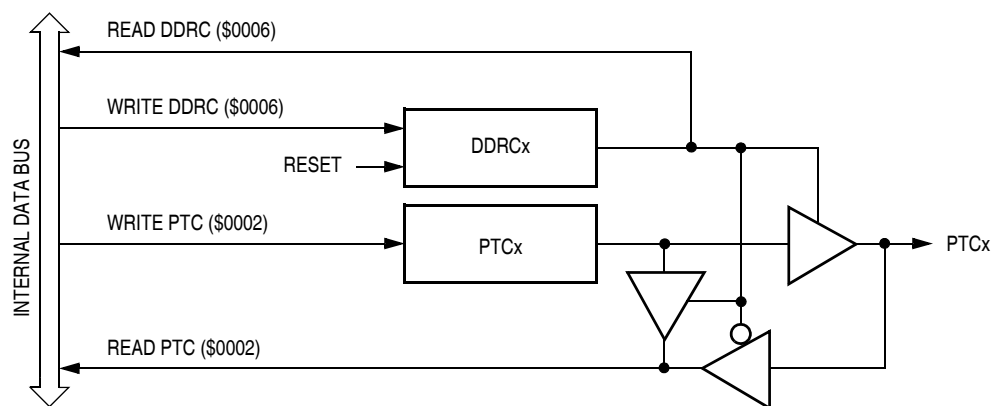 READ DDRC ($0006)
WRITE DDRC ($0006)
DDRCx
RESET
INTERNAL DATA BUS
WRITE PTC ($0002)
PTCx
PTCx
READ PTC ($0002)